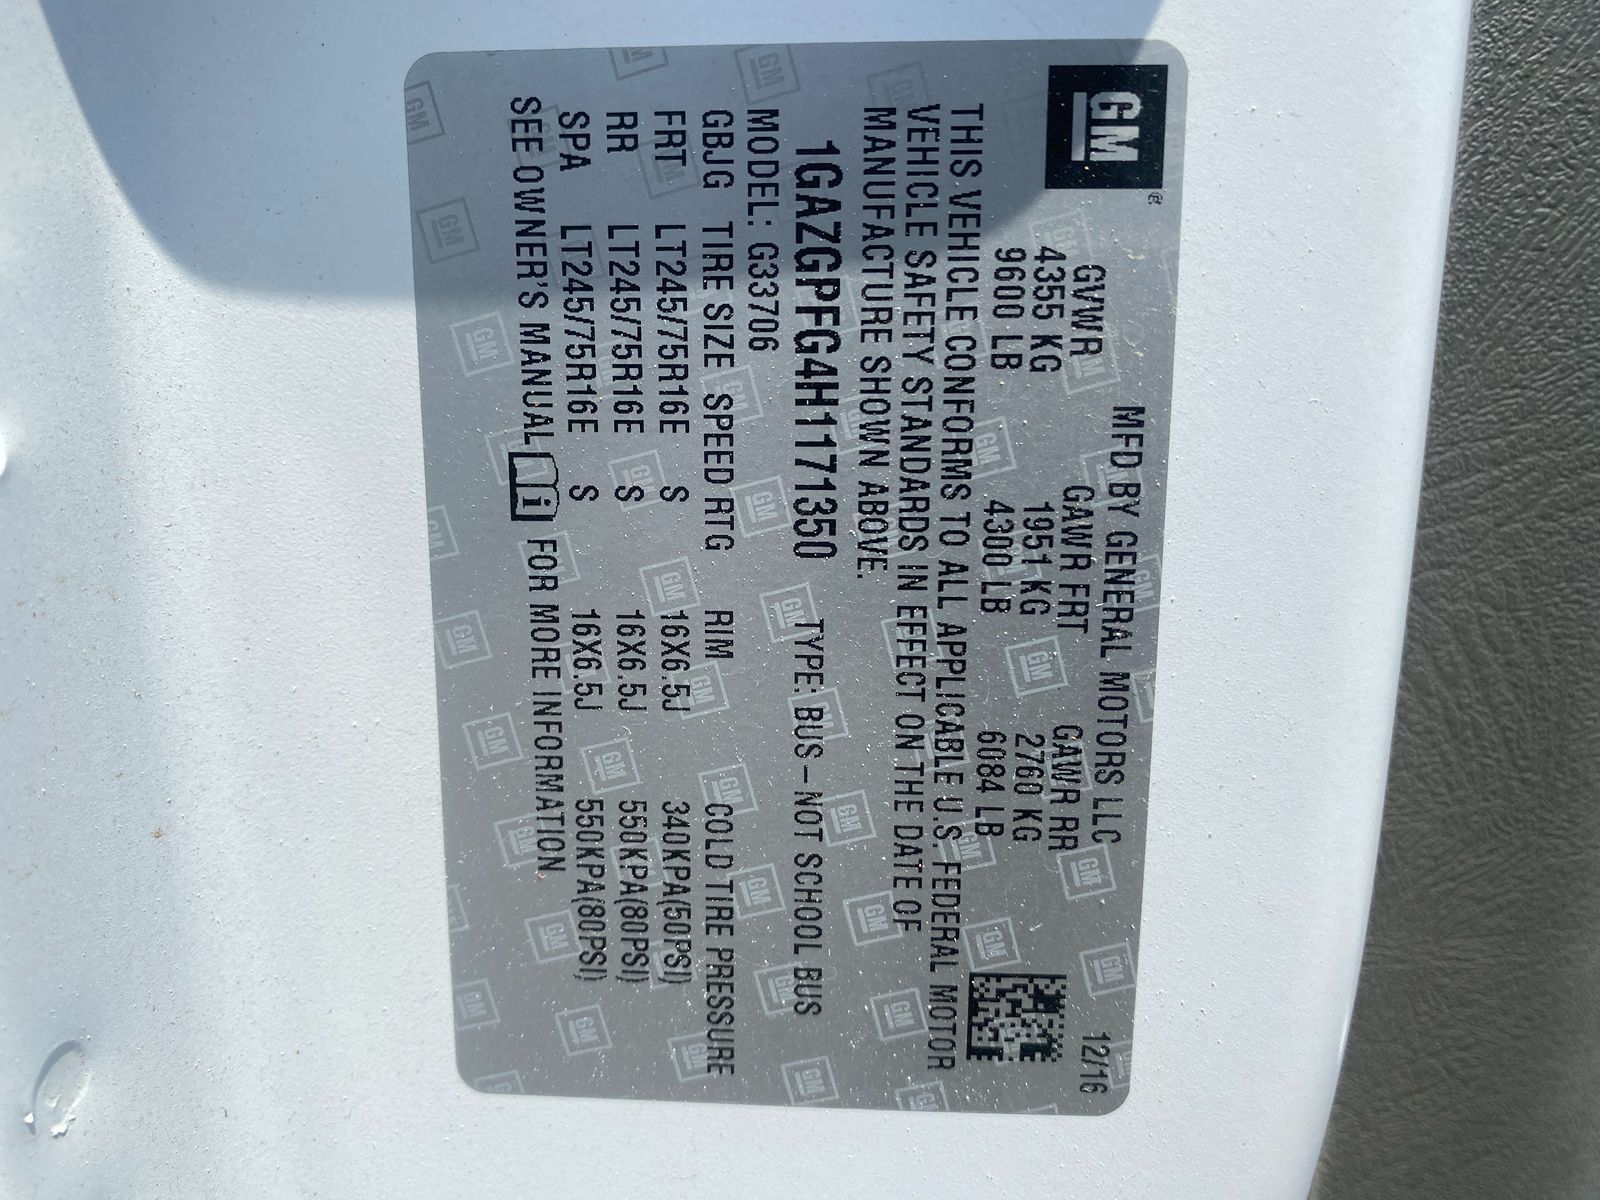 GM®
MFD BY GENERAL MOTORS LLC 12/16
GVWR GAWR FRT GAWR RR
4355 KG 1951 KG 2760 KG
9600 LB 4300 LB 6084 LB
THIS VEHICLE CONFORMS TO ALL APPLICABLE U.S. FEDERAL MOTOR
VEHICLE SAFETY STANDARDS IN EFFECT ON THE DATE OF
MANUFACTURE SHOWN ABOVE.
1GAZGPFG4H1171350 TYPE: BUS–NOT SCHOOL BUS
MODEL: G33706
GBJG TIRE SIZE SPEED RTG RIM COLD TIRE PRESSURE
FRT LT245/75R16E S 16X6.5J 340KPA(50PSI)
RR LT245/75R16E S 16X6.5J 550KPA(80PSI)
SPA LT245/75R16E S 16X6.5J 550KPA(80PSI)
SEE OWNER'S MANUAL i FOR MORE INFORMATION